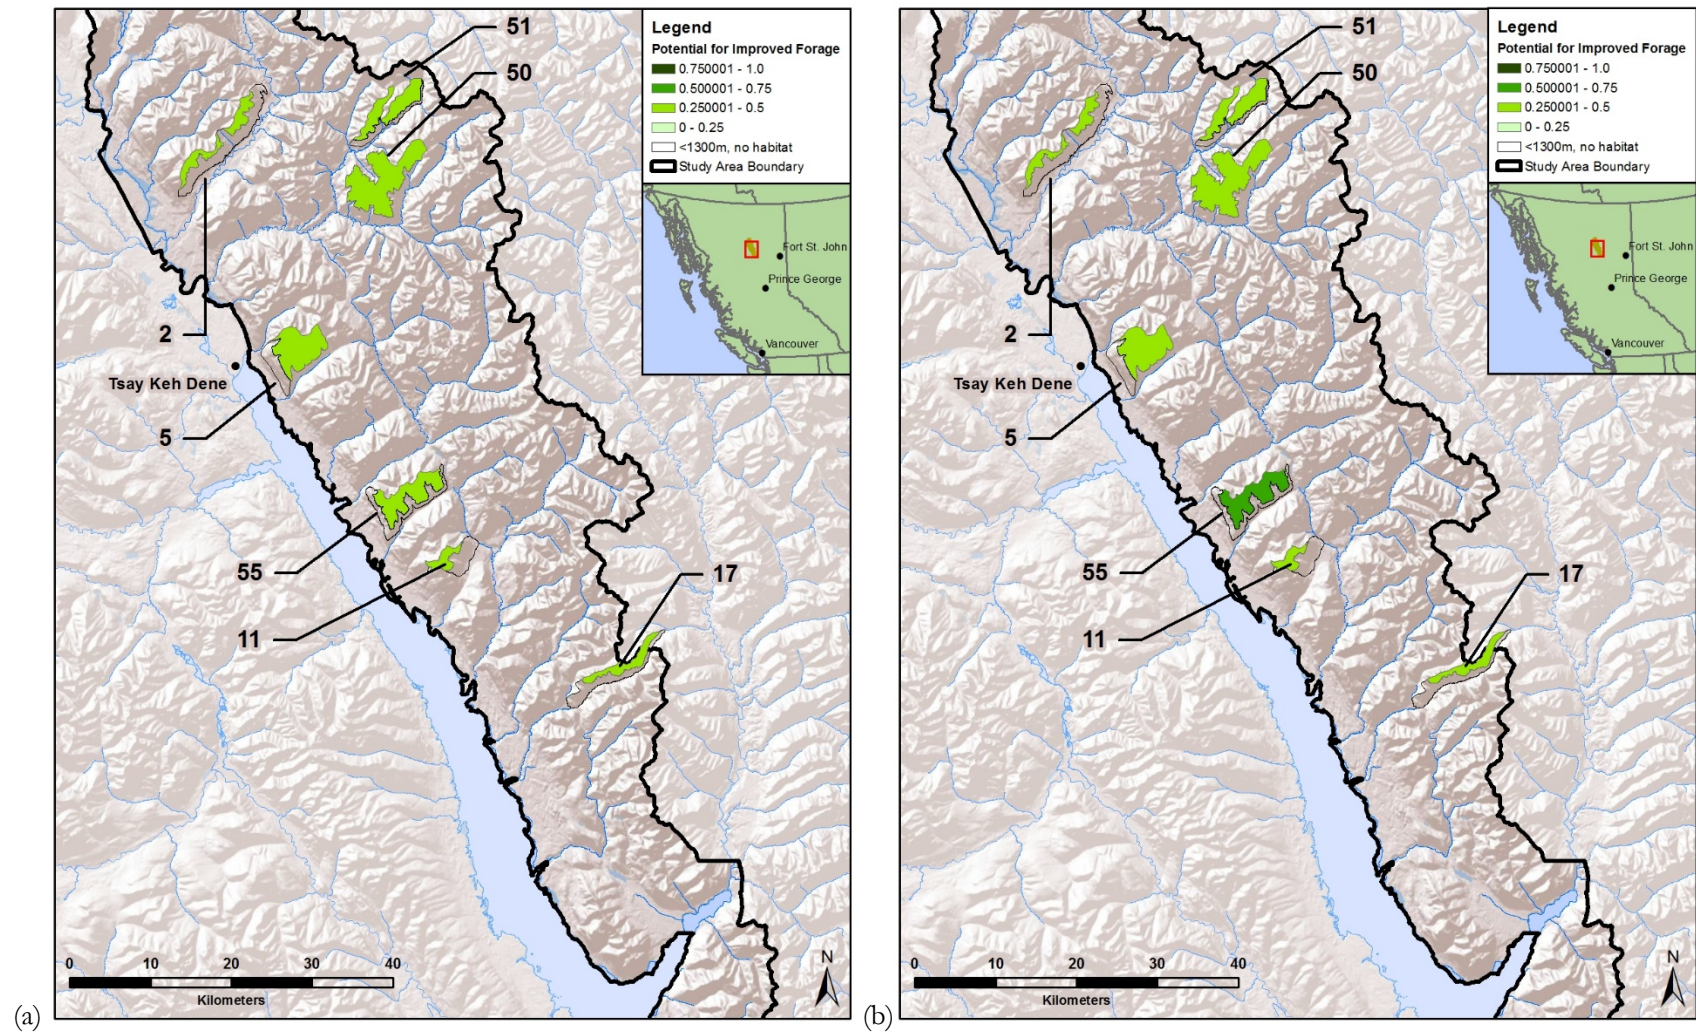 51
50
2
Tsay Keh Dene
5
55
11
17
Legend
Potential for Improved Forage
0.750001 - 1.0
0.500001 - 0.75
0.250001 - 0.5
0 - 0.25
<1300m, no habitat
Study Area Boundary
Fort St. John
Prince George
Vancouver
0 10 20 30 40
Kilometers
N
(a)
51
50
2
Tsay Keh Dene
5
55
11
17
Legend
Potential for Improved Forage
0.750001 - 1.0
0.500001 - 0.75
0.250001 - 0.5
0 - 0.25
<1300m, no habitat
Study Area Boundary
Fort St. John
Prince George
Vancouver
0 10 20 30 40
Kilometers
N
(b)